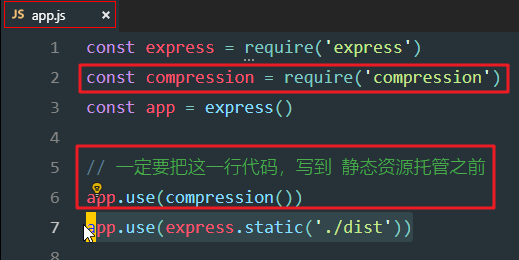 JS app.js ×
1 const express = require('express')
2 const compression = require('compression')
3 const app = express()
4
5 // 一定要把这一行代码，写到 静态资源托管之前
6 app.use(compression())
7 app.use(express.static('./dist'))
8